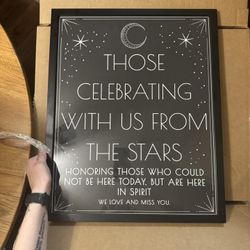 THOSE
CELEBRATING
WITH US FROM
THE STARS
HONORING THOSE WHO COULD
NOT BE HERE TODAY, BUT ARE HERE
IN SPIRIT
WE LOVE AND MISS YOU.